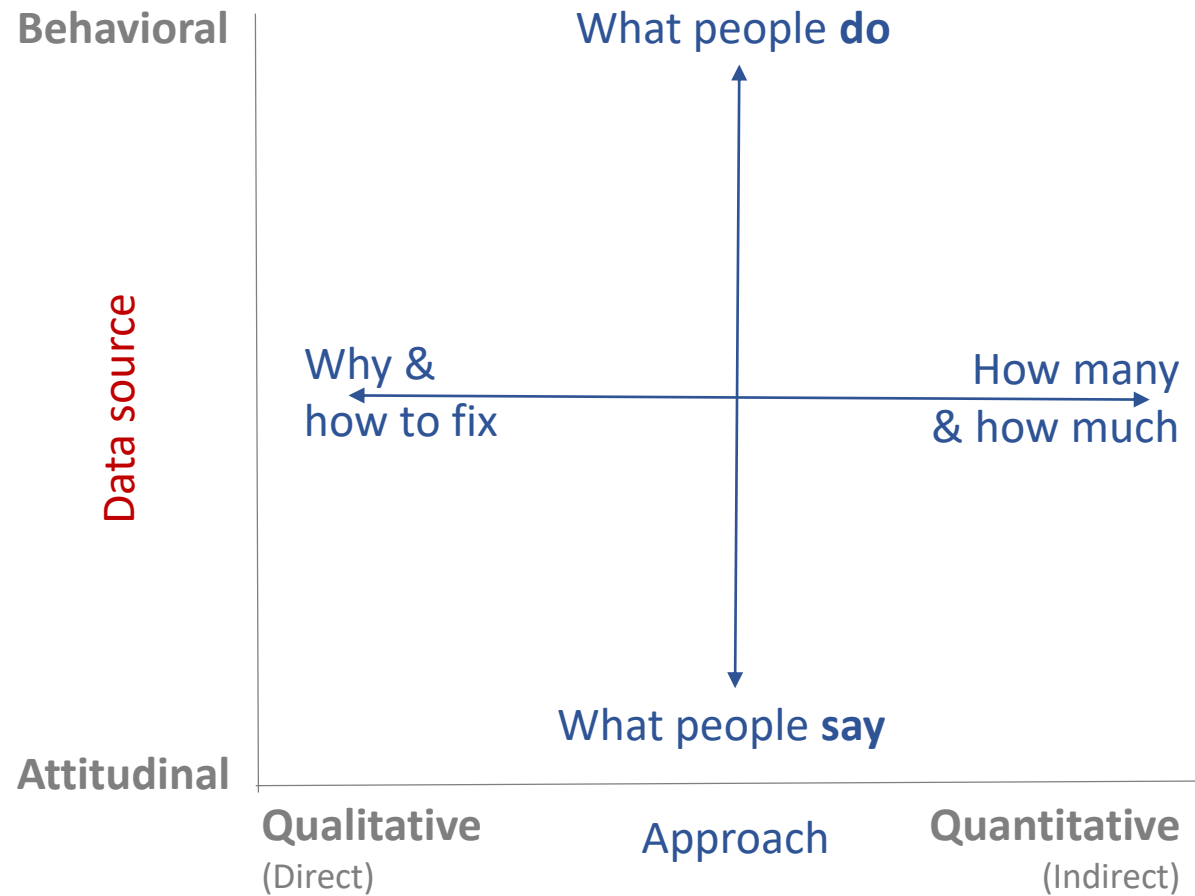 Behavioral
What people do
Data source
Why &
how to fix
How many
& how much
What people say
Attitudinal
Qualitative
(Direct)
Approach
Quantitative
(Indirect)